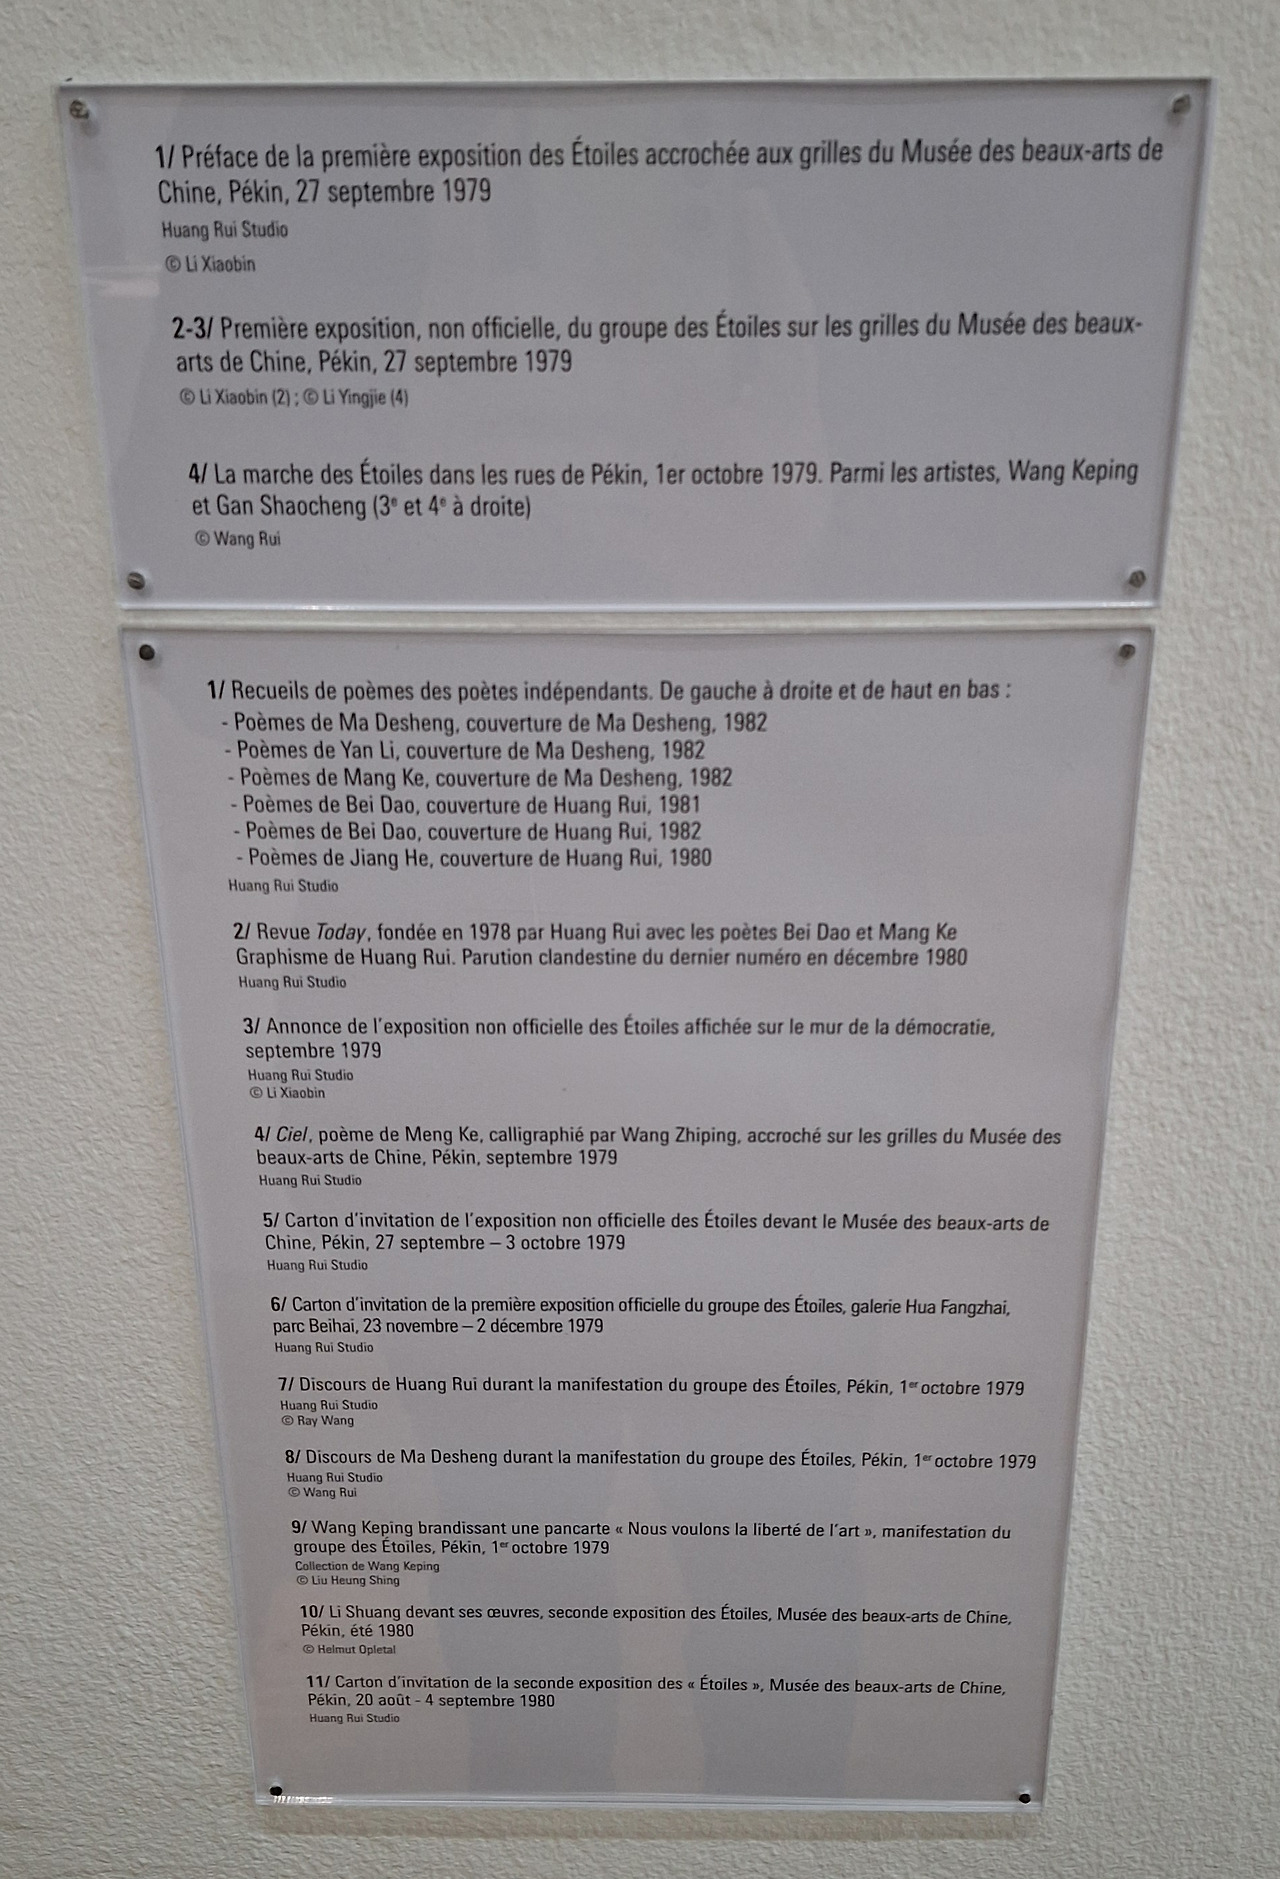 1/ Préface de la première exposition des Étoiles accrochée aux grilles du Musée des beaux-arts de
Chine, Pékin, 27 septembre 1979
Huang Rui Studio
© Li Xiaobin
2-3/ Première exposition, non officielle, du groupe des Étoiles sur les grilles du Musée des beaux-
arts de Chine, Pékin, 27 septembre 1979
© Li Xiaobin (2) ; © Li Yingjie (4)
4/ La marche des Étoiles dans les rues de Pékin, 1er octobre 1979. Parmi les artistes, Wang Keping
et Gan Shaocheng (3e et 4e à droite)
© Wang Rui
1/ Recueils de poèmes des poètes indépendants. De gauche à droite et de haut en bas :
- Poèmes de Ma Desheng, couverture de Ma Desheng, 1982
- Poèmes de Yan Li, couverture de Ma Desheng, 1982
- Poèmes de Mang Ke, couverture de Ma Desheng, 1982
- Poèmes de Bei Dao, couverture de Huang Rui, 1981
- Poèmes de Bei Dao, couverture de Huang Rui, 1982
- Poèmes de Jiang He, couverture de Huang Rui, 1980
Huang Rui Studio
2/ Revue Today, fondée en 1978 par Huang Rui avec les poètes Bei Dao et Mang Ke
Graphisme de Huang Rui. Parution clandestine du dernier numéro en décembre 1980
Huang Rui Studio
3/ Annonce de l'exposition non officielle des Étoiles affichée sur le mur de la démocratie,
septembre 1979
Huang Rui Studio
© Li Xiaobin
4/ Ciel, poème de Meng Ke, calligraphié par Wang Zhiping, accroché sur les grilles du Musée des
beaux-arts de Chine, Pékin, septembre 1979
Huang Rui Studio
5/ Carton d'invitation de l'exposition non officielle des Étoiles devant le Musée des beaux-arts de
Chine, Pékin, 27 septembre – 3 octobre 1979
Huang Rui Studio
6/ Carton d'invitation de la première exposition officielle du groupe des Étoiles, galerie Hua Fangzhai,
parc Beihai, 23 novembre – 2 décembre 1979
Huang Rui Studio
7/ Discours de Huang Rui durant la manifestation du groupe des Étoiles, Pékin, 1er octobre 1979
Huang Rui Studio
© Ray Wang
8/ Discours de Ma Desheng durant la manifestation du groupe des Étoiles, Pékin, 1er octobre 1979
Huang Rui Studio
© Wang Rui
9/ Wang Keping brandissant une pancarte « Nous voulons la liberté de l'art », manifestation du
groupe des Étoiles, Pékin, 1er octobre 1979
Collection de Wang Keping
© Liu Heung Shing
10/ Li Shuang devant ses œuvres, seconde exposition des Étoiles, Musée des beaux-arts de Chine,
Pékin, été 1980
© Helmut Opletal
11/ Carton d'invitation de la seconde exposition des « Étoiles », Musée des beaux-arts de Chine,
Pékin, 20 août - 4 septembre 1980
Huang Rui Studio